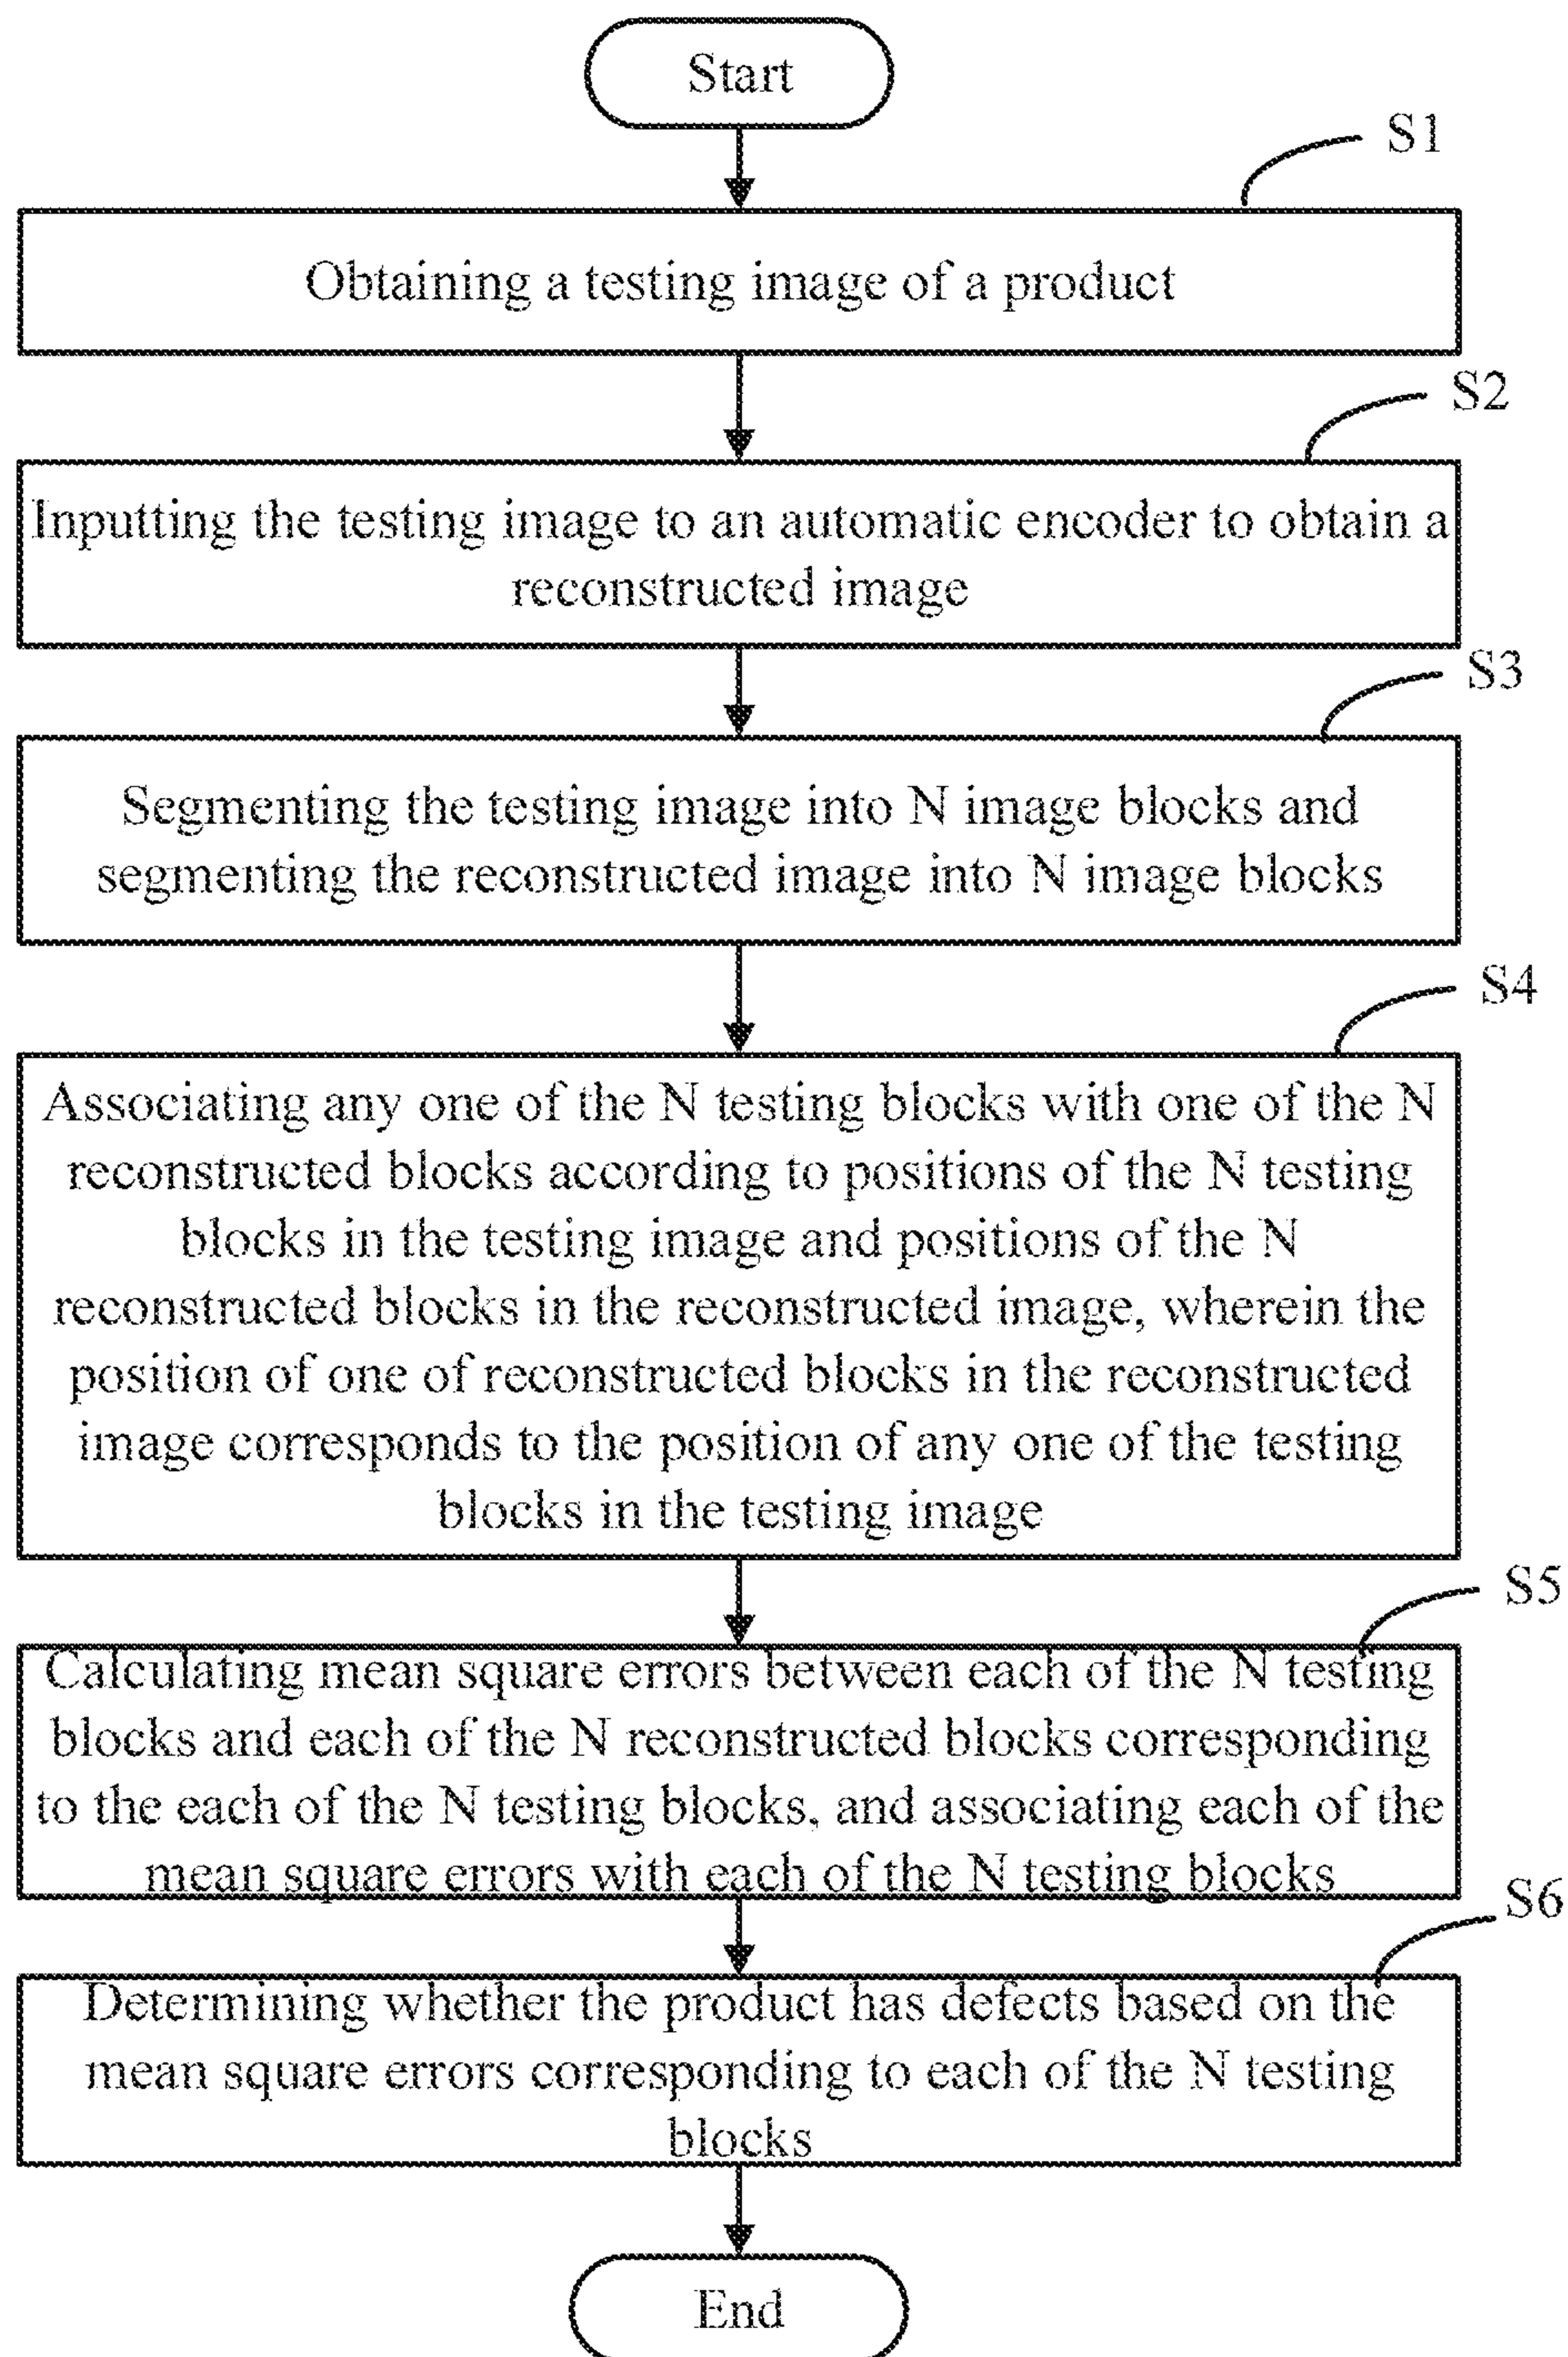 Start
S1
Obtaining a testing image of a product
S2
Inputting the testing image to an automatic encoder to obtain a
reconstructed image
S3
Segmenting the testing image into N image blocks and
segmenting the reconstructed image into N image blocks
S4
Associating any one of the N testing blocks with one of the N
reconstructed blocks according to positions of the N testing
blocks in the testing image and positions of the N
reconstructed blocks in the reconstructed image, wherein the
position of one of reconstructed blocks in the reconstructed
image corresponds to the position of any one of the testing
blocks in the testing image
S5
Calculating mean square errors between each of the N testing
blocks and each of the N reconstructed blocks corresponding
to the each of the N testing blocks, and associating each of the
mean square errors with each of the N testing blocks
S6
Determining whether the product has defects based on the
mean square errors corresponding to each of the N testing
blocks
End